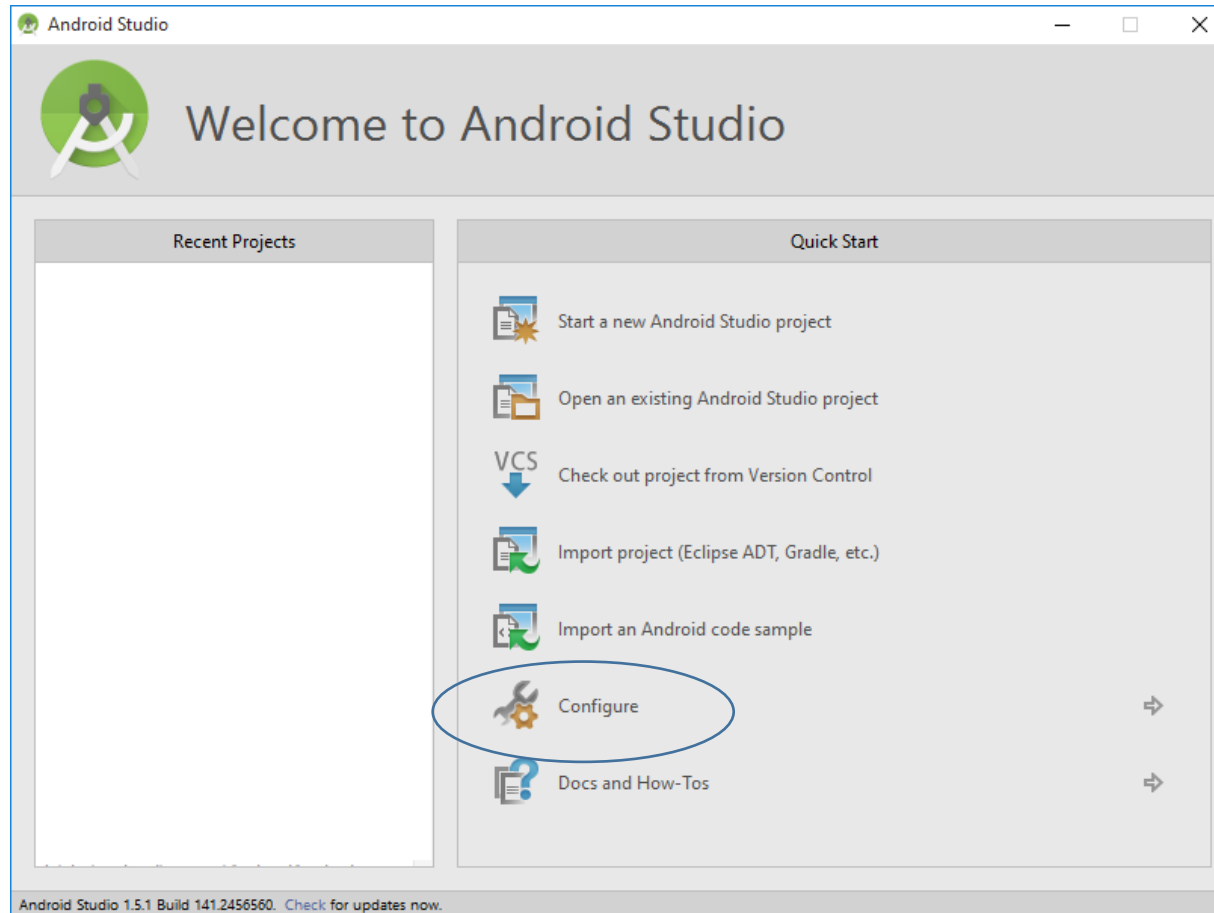 Android Studio
Welcome to Android Studio
Recent Projects
Quick Start
Start a new Android Studio project
Open an existing Android Studio project
VCS
Check out project from Version Control
Import project (Eclipse ADT, Gradle, etc.)
Import an Android code sample
Configure
Docs and How-Tos
Android Studio 1.5.1 Build 141.2456560. Check for updates now.